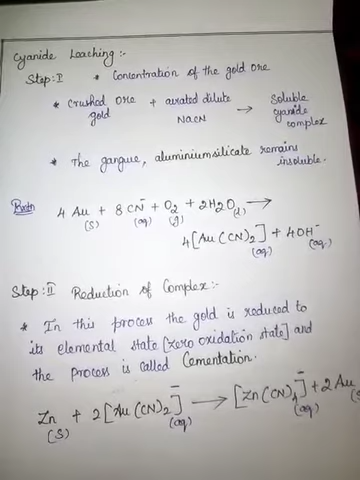 Cyanide Leaching :-
Step: I * Concentration of the gold ore
* crushed ore + aerated dilute → Soluble
gold NaCN cyanide
complex
* The gangue, aluminiumsilicate remains
insoluble.
Rxtn 4 Au + 8 CN⁻ + O₂ + 2H₂O(l) →
(s) (aq) (g)
4[Au(CN)₂]⁻ + 4OH⁻
(aq) (aq)
Step: II Reduction of Complex :-
* In this process the gold is reduced to
its elemental state [zero oxidation state] and
the process is called Cementation.
Zn + 2[Au(CN)₂]⁻ → [Zn(CN)₄]⁻ + 2 Au
(s) (aq) (aq) (s